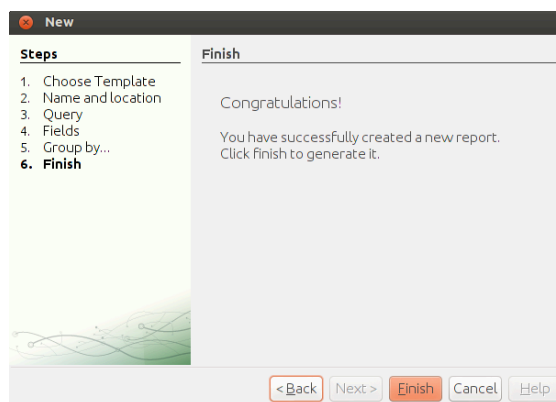 New
Steps
1. Choose Template
2. Name and location
3. Query
4. Fields
5. Group by...
6. Finish
Finish
Congratulations!
You have successfully created a new report.
Click finish to generate it.
< Back
Next >
Finish
Cancel
Help